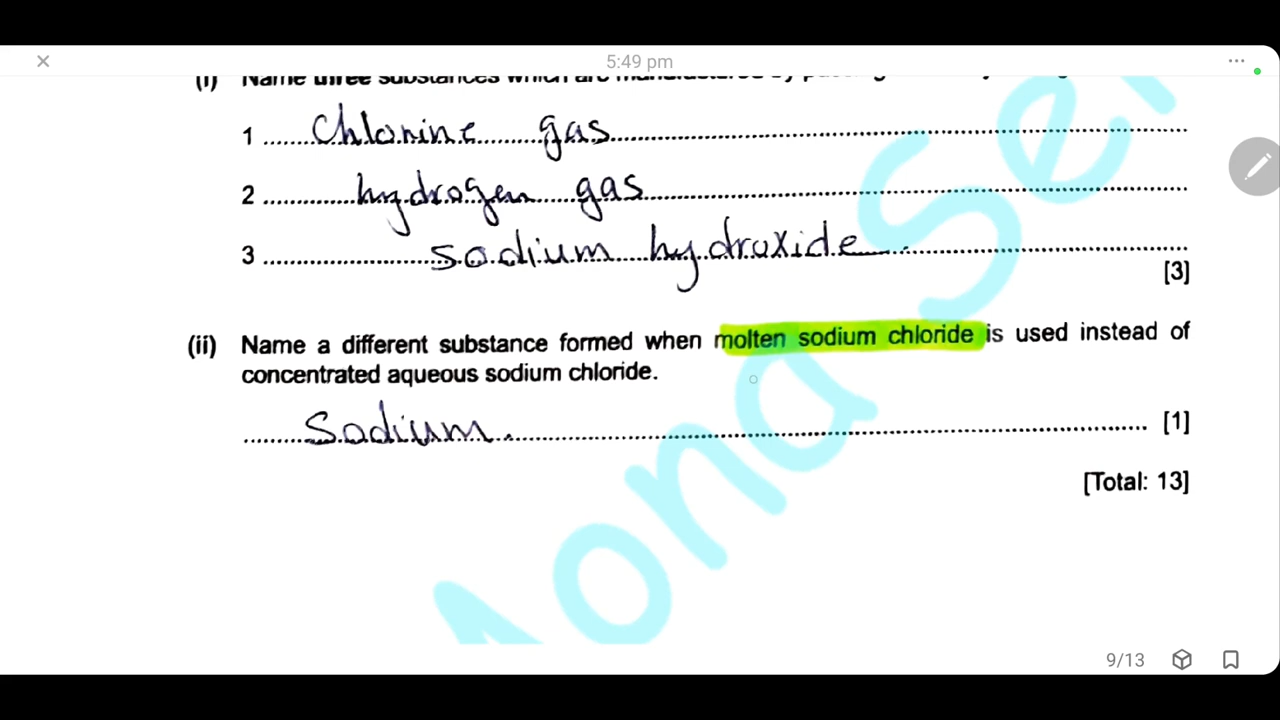 5:49 pm
(i) Name three substances which are manufactured by passing
1 Chlorine gas
2 hydrogen gas
3 sodium hydroxide
[3]
(ii) Name a different substance formed when molten sodium chloride is used instead of
concentrated aqueous sodium chloride.
Sodium. [1]
[Total: 13]
9/13